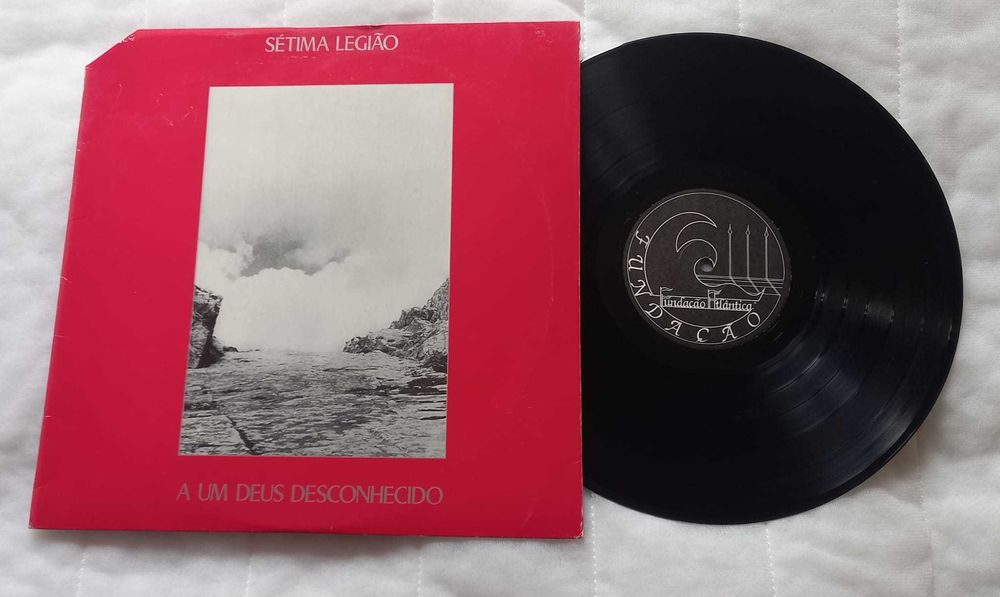 SÉTIMA LEGIÃO
A UM DEUS DESCONHECIDO
FUNDAÇÃO
Fundação Atlântica